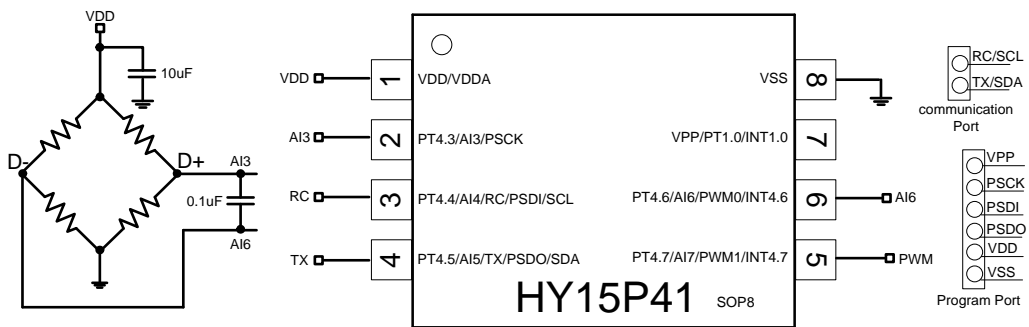 VDD
10uF
D-
D+
AI3
0.1uF
AI6
VDD
1
VDD/VDDA
AI3
2
PT4.3/AI3/PSCK
RC
3
PT4.4/AI4/RC/PSDI/SCL
TX
4
PT4.5/AI5/TX/PSDO/SDA
VSS
8
VPP/PT1.0/INT1.0
7
PT4.6/AI6/PWM0/INT4.6
6
AI6
PT4.7/AI7/PWM1/INT4.7
5
PWM
HY15P41 SOP8
RC/SCL
TX/SDA
communication
Port
VPP
PSCK
PSDI
PSDO
VDD
VSS
Program Port